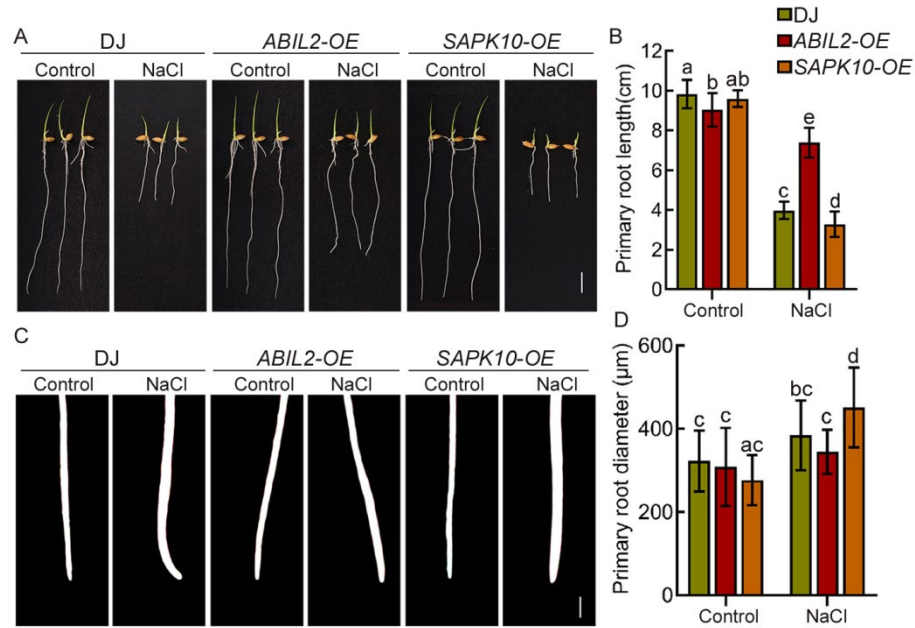 A
DJ
ABIL2-OE
SAPK10-OE
Control
NaCl
Control
NaCl
Control
NaCl
B
DJ
ABIL2-OE
SAPK10-OE
Primary root length(cm)
12
10
8
6
4
2
0
a
b
ab
c
e
d
Control
NaCl
C
DJ
ABIL2-OE
SAPK10-OE
Control
NaCl
Control
NaCl
Control
NaCl
D
Primary root diameter (µm)
600
400
200
0
c
c
ac
bc
c
d
Control
NaCl